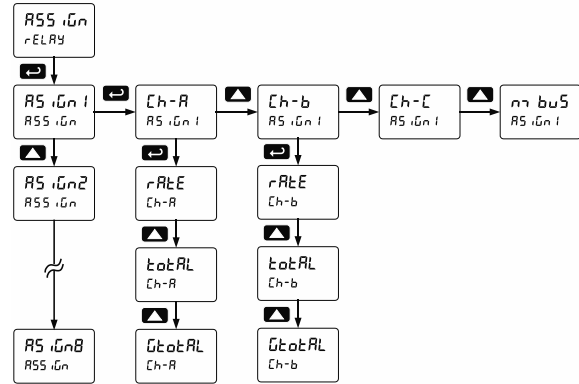 ASSiGn
rELAY
ASiGn1
ASSiGn
Ch-A
ASiGn1
Ch-b
ASiGn1
Ch-C
ASiGn1
m buS
ASiGn1
ASiGn2
ASSiGn
rAtE
Ch-A
rAtE
Ch-b
totAL
Ch-A
totAL
Ch-b
ASiGn8
ASSiGn
GtotAL
Ch-A
GtotAL
Ch-b